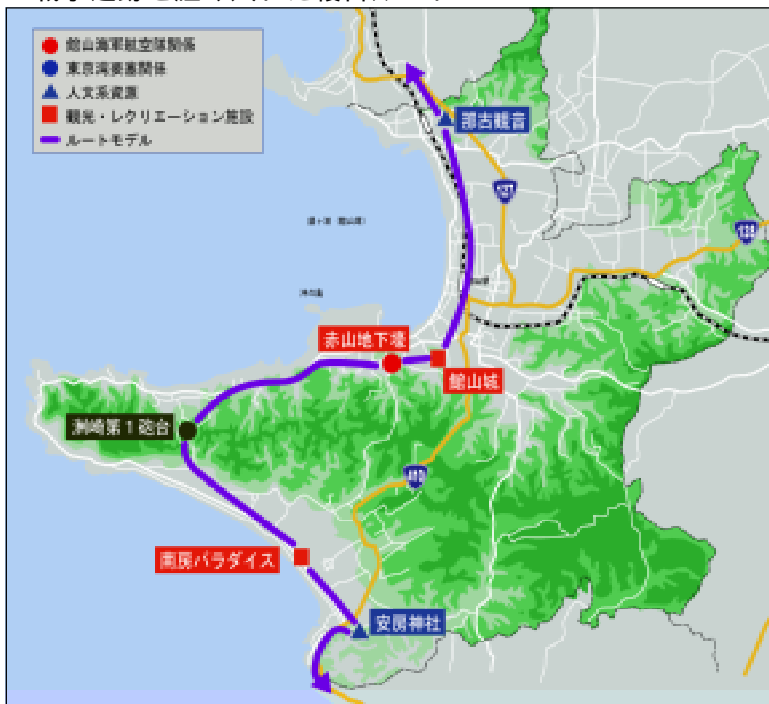 館山海軍航空隊関係
東京湾要塞関係
人文系資源
観光・レクリエーション施設
ルートモデル
那古観音
127
128
赤山地下壕
館山城
洲崎第1砲台
410
南房パラダイス
安房神社